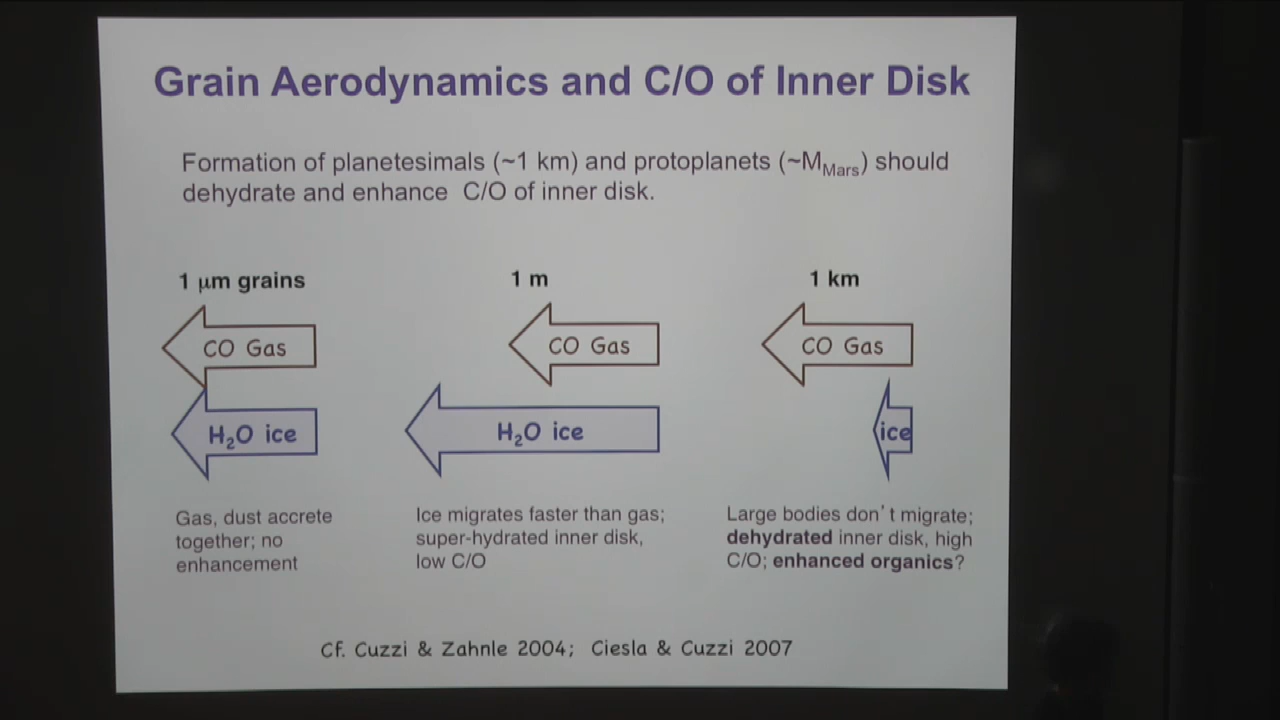 Grain Aerodynamics and C/O of Inner Disk
Formation of planetesimals (~1 km) and protoplanets (~M_Mars) should
dehydrate and enhance C/O of inner disk.
1 μm grains
CO Gas
H₂O ice
Gas, dust accrete
together; no
enhancement
1 m
CO Gas
H₂O ice
Ice migrates faster than gas;
super-hydrated inner disk,
low C/O
1 km
CO Gas
ice
Large bodies don't migrate;
dehydrated inner disk, high
C/O; enhanced organics?
Cf. Cuzzi & Zahnle 2004; Ciesla & Cuzzi 2007